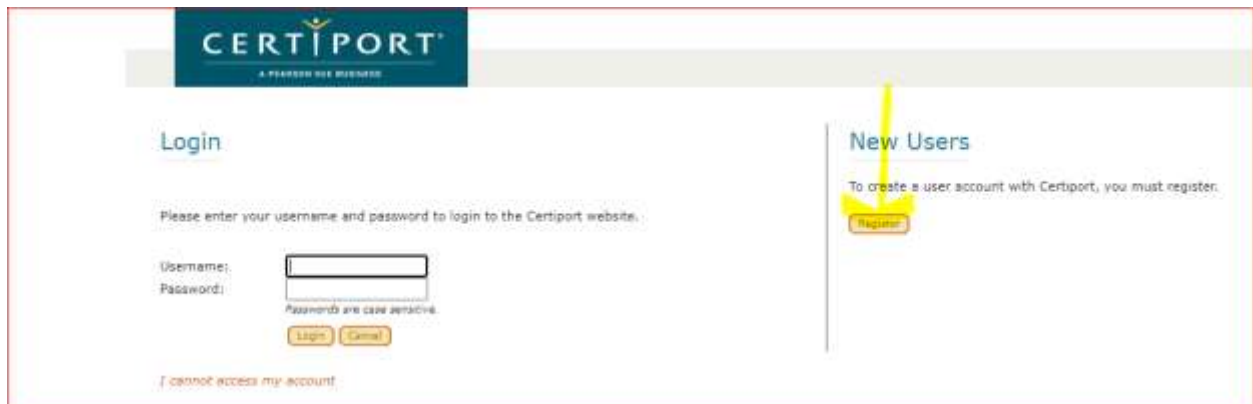 CERTIPORT
A PEARSON VUE BUSINESS
Login
Please enter your username and password to login to the Certiport website.
Username:
Password:
Passwords are case sensitive.
Login Cancel
I cannot access my account
New Users
To create a user account with Certiport, you must register.
Register